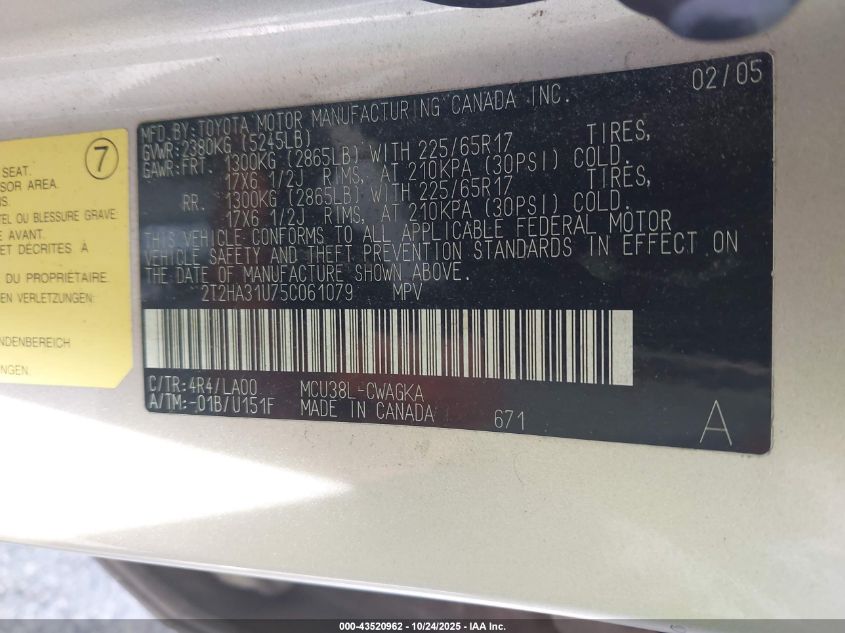 02/05
MFD. BY: TOYOTA MOTOR MANUFACTURING CANADA INC.
GVWR: 2380KG (5245LB)
GAWR: FRT. 1300KG (2865LB) WITH 225/65R17 TIRES,
17X6 1/2J RIMS, AT 210KPA (30PSI) COLD.
RR. 1300KG (2865LB) WITH 225/65R17 TIRES,
17X6 1/2J RIMS, AT 210KPA (30PSI) COLD.
THIS VEHICLE CONFORMS TO ALL APPLICABLE FEDERAL MOTOR
VEHICLE SAFETY AND THEFT PREVENTION STANDARDS IN EFFECT ON
THE DATE OF MANUFACTURE SHOWN ABOVE.
2T2HA31U75C061079 MPV
C/TR: 4R4/LA00 MCU38L-CWAGKA
A/TM: -01B/U151F MADE IN CANADA 671
A
7
SEAT.
SOR AREA.
NS.
TEL OU BLESSURE GRAVE
AVANT.
ET DÉCRITES À
DU PROPRIÉTAIRE.
VERLETZUNGEN:
NDENBEREICH
NGEN.
000-43520962 - 10/24/2025 - IAA Inc.